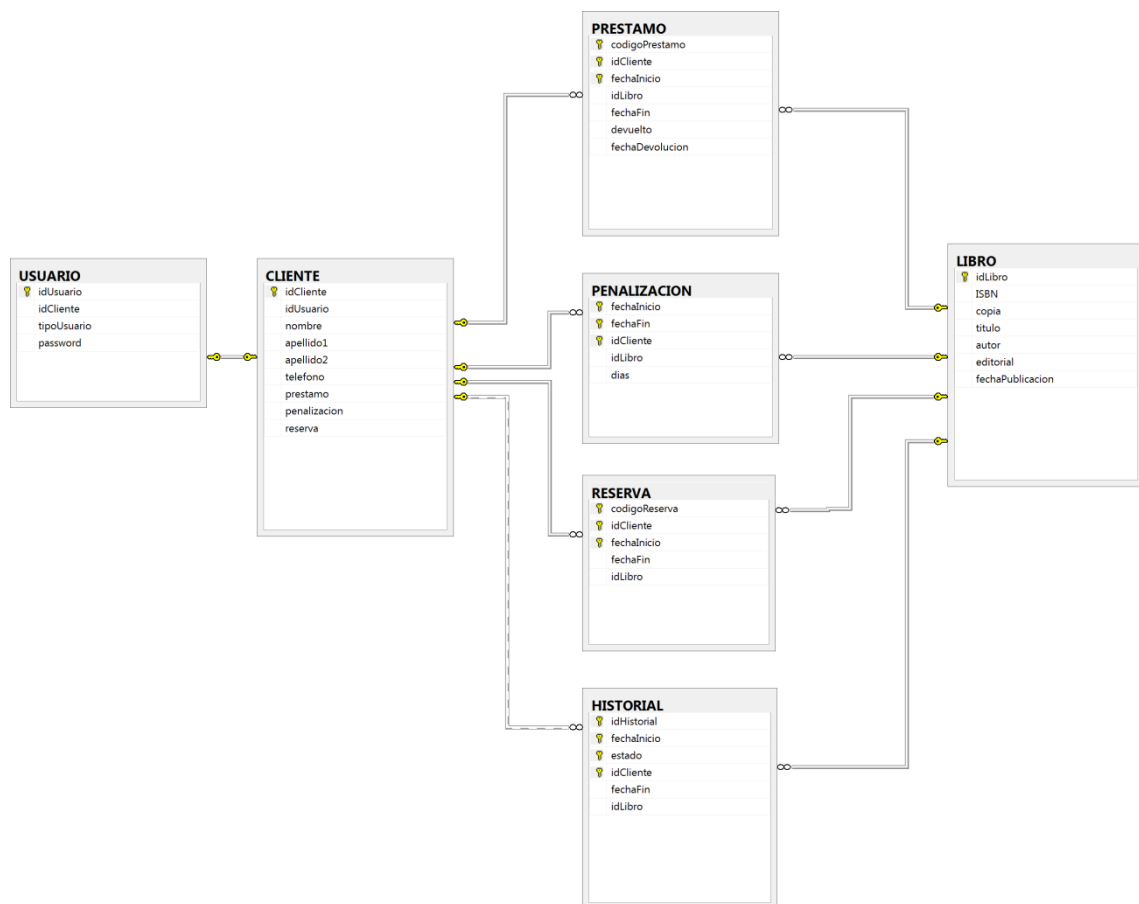 PRESTAMO
codigoPrestamo
idCliente
fechaInicio
idLibro
fechaFin
devuelto
fechaDevolucion
USUARIO
idUsuario
idCliente
tipoUsuario
password
CLIENTE
idCliente
idUsuario
nombre
apellido1
apellido2
telefono
prestamo
penalizacion
reserva
PENALIZACION
fechaInicio
fechaFin
idCliente
idLibro
dias
LIBRO
idLibro
ISBN
copia
titulo
autor
editorial
fechaPublicacion
RESERVA
codigoReserva
idCliente
fechaInicio
fechaFin
idLibro
HISTORIAL
idHistorial
fechaInicio
estado
idCliente
fechaFin
idLibro